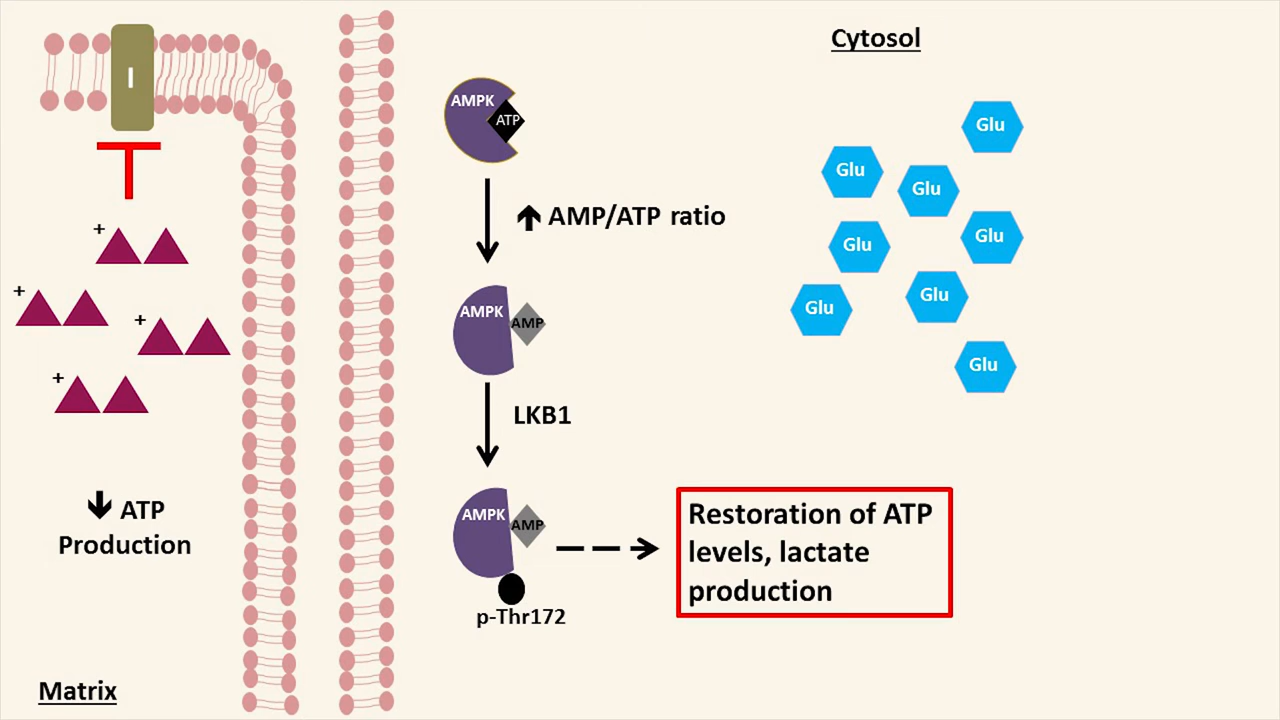 I
+
+
+
+
ATP
Production
Matrix
AMPK
ATP
AMP/ATP ratio
AMPK
AMP
LKB1
AMPK
AMP
p-Thr172
Cytosol
Glu
Glu
Glu
Glu
Glu
Glu
Glu
Glu
Restoration of ATP
levels, lactate
production